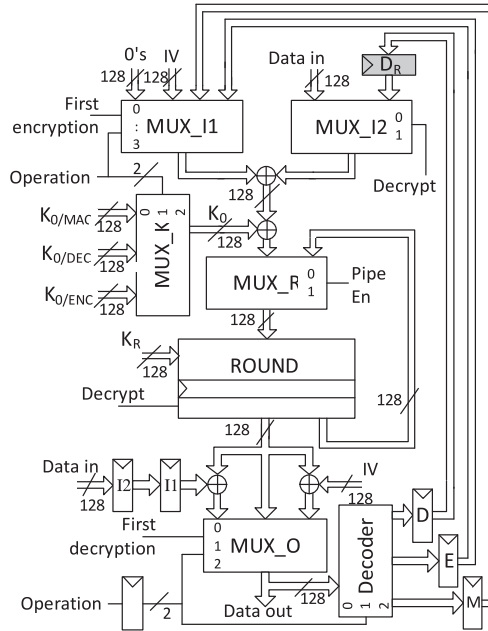 0's IV Data in
128 128 128
D_R
First encryption
0 : 3 MUX_I1
MUX_I2 0 1
Operation
2
128
Decrypt
K_0/MAC
128
0 1 2
MUX_K
K_0
128
K_0/DEC
128
MUX_R 0 1
Pipe En
K_0/ENC
128
128
K_R
128
ROUND
128
Decrypt
128
Data in
128
I2 I1
IV
128
First decryption
0 1 2
MUX_O
Decoder
0 1 2
D
E
M
Operation
2
Data out
128